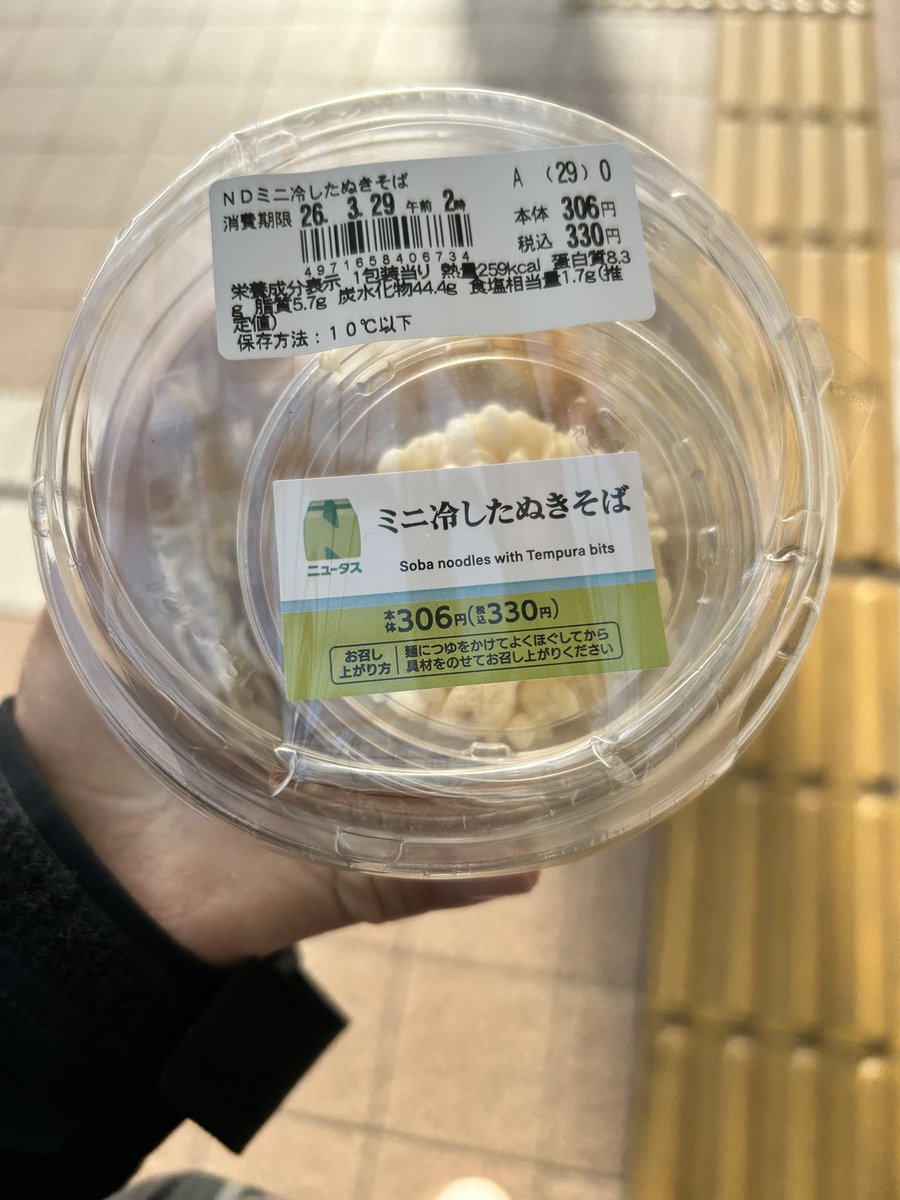 NDミニ冷したぬきそば
A (29) 0
消費期限 26. 3. 29 午前 2時
本体 306円
税込 330円
4971658406734
栄養成分表示 1包装当り 熱量259kcal 蛋白質8.3
g 脂質5.7g 炭水化物44.4g 食塩相当量1.7g(推
定値)
保存方法:10℃以下
N
ニュータス
ミニ冷したぬきそば
Soba noodles with Tempura bits
本体306円(税込330円)
お召し上がり方
麺につゆをかけてよくほぐしてから
具材をのせてお召し上がりください